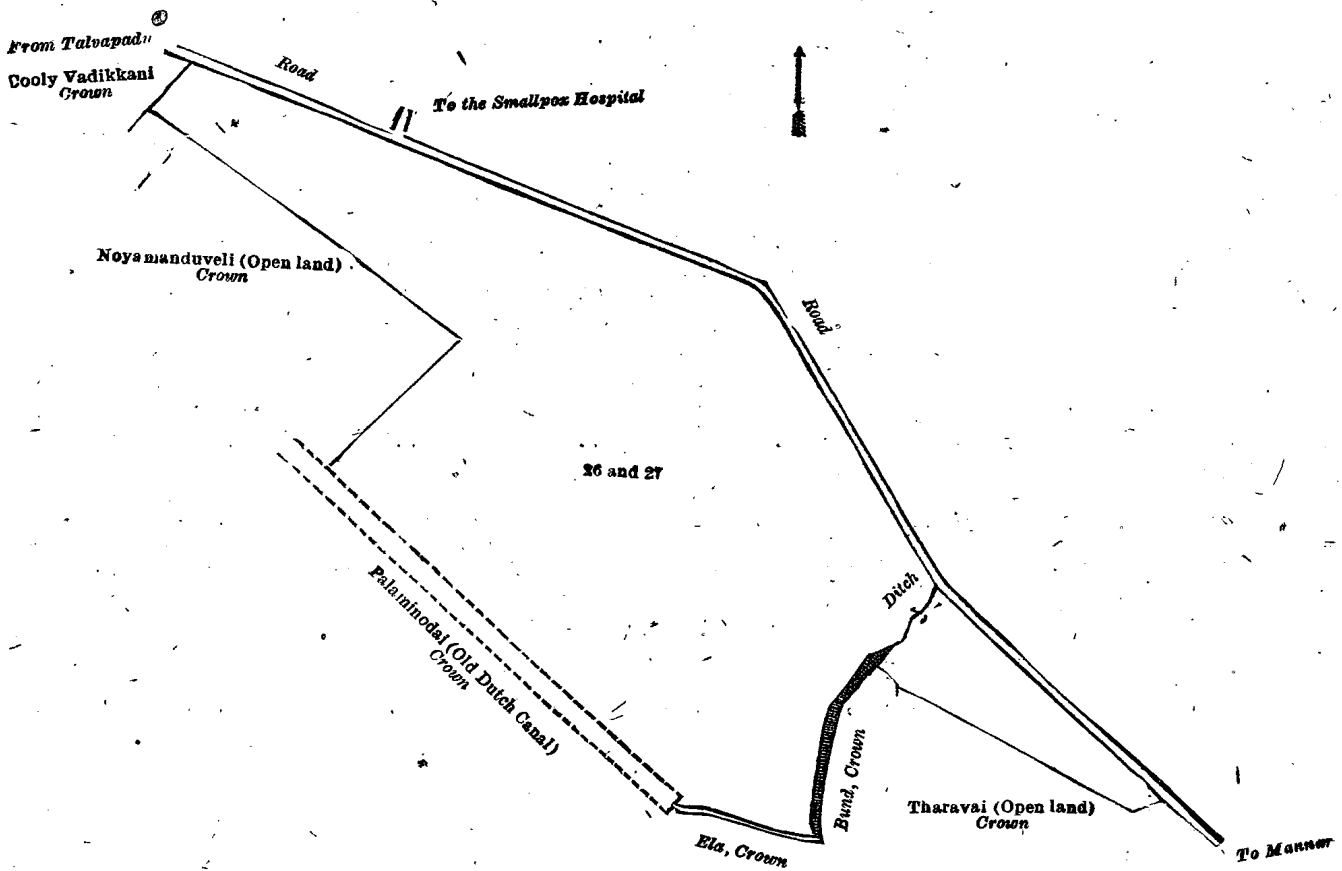 From Talvapadu
Cooly Vadikkani
Crown
Road
To the Smallpox Hospital
Noyamanduveli (Open land)
Crown
Road
26 and 27
Ditch
Palaminodai (Old Dutch Canal)
Crown
Bund, Crown
Tharavai (Open land)
Crown
Ela, Crown
To Mannar